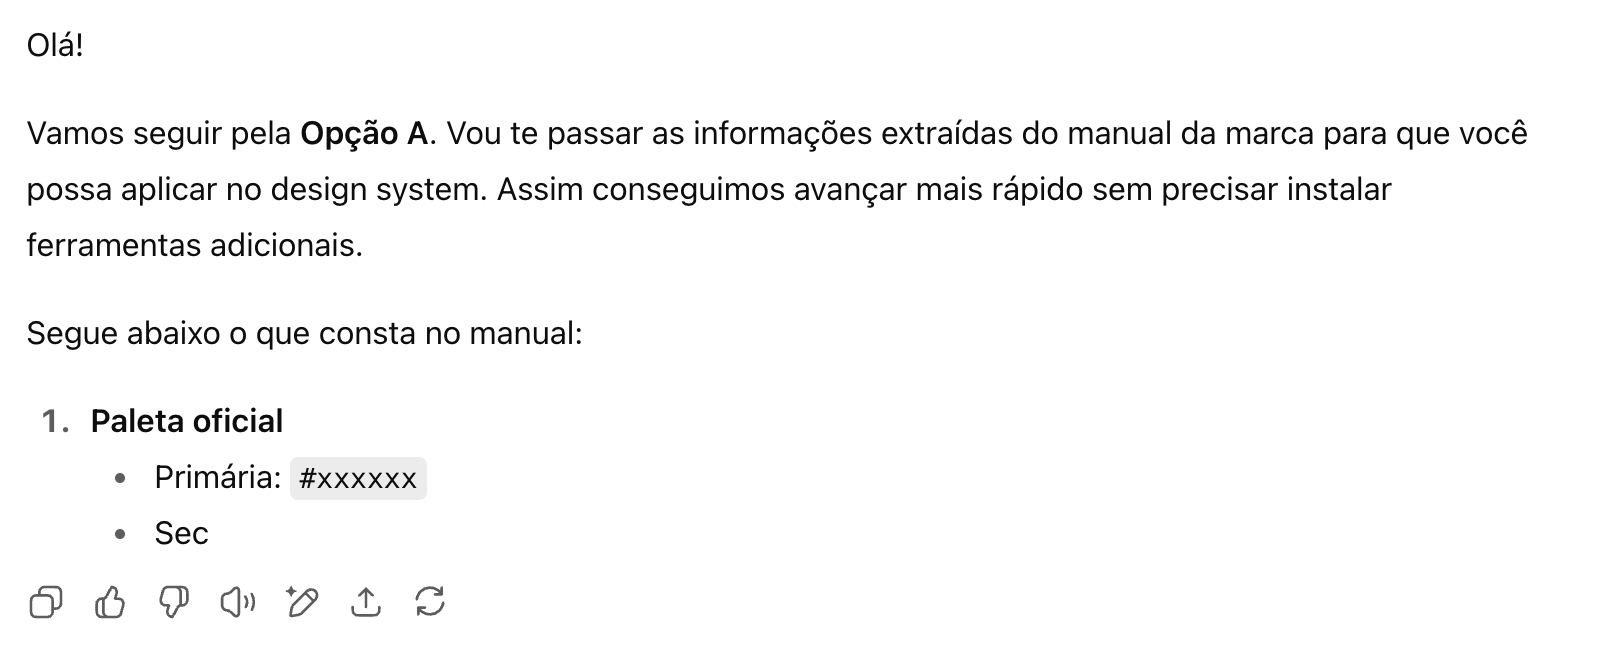 Olá!
Vamos seguir pela Opção A. Vou te passar as informações extraídas do manual da marca para que você
possa aplicar no design system. Assim conseguimos avançar mais rápido sem precisar instalar
ferramentas adicionais.
Segue abaixo o que consta no manual:
1. Paleta oficial
• Primária: #xxxxxx
• Sec